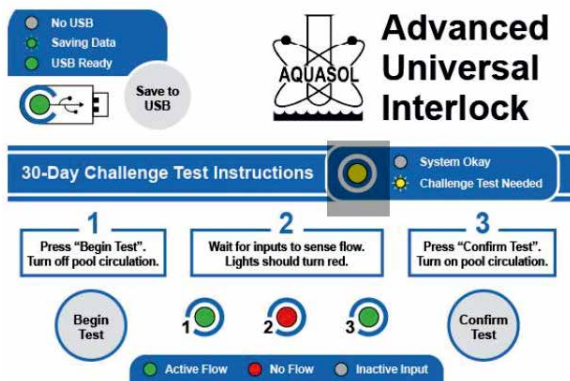 No USB
Saving Data
USB Ready
Save to
USB
AQUASOL
Advanced
Universal
Interlock
30-Day Challenge Test Instructions
System Okay
Challenge Test Needed
1
Press "Begin Test".
Turn off pool circulation.
2
Wait for inputs to sense flow.
Lights should turn red.
3
Press "Confirm Test".
Turn on pool circulation.
Begin
Test
1
2
3
Confirm
Test
Active Flow
No Flow
Inactive Input